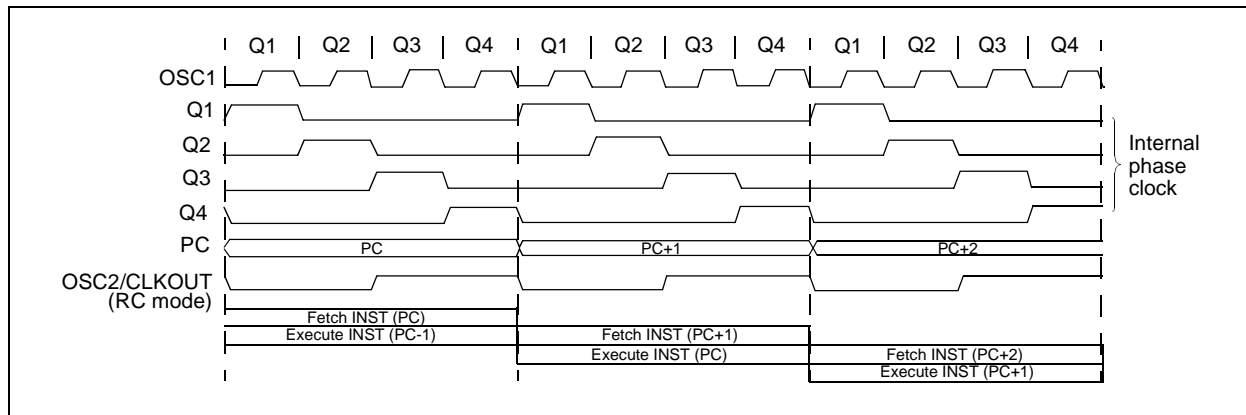 Q1 | Q2 | Q3 | Q4 | Q1 | Q2 | Q3 | Q4 | Q1 | Q2 | Q3 | Q4
OSC1
Q1
Q2
Q3
Q4
PC
PC PC+1 PC+2
OSC2/CLKOUT
(RC mode)
Internal
phase
clock
Fetch INST (PC)
Execute INST (PC-1) Fetch INST (PC+1)
Execute INST (PC) Fetch INST (PC+2)
Execute INST (PC+1)